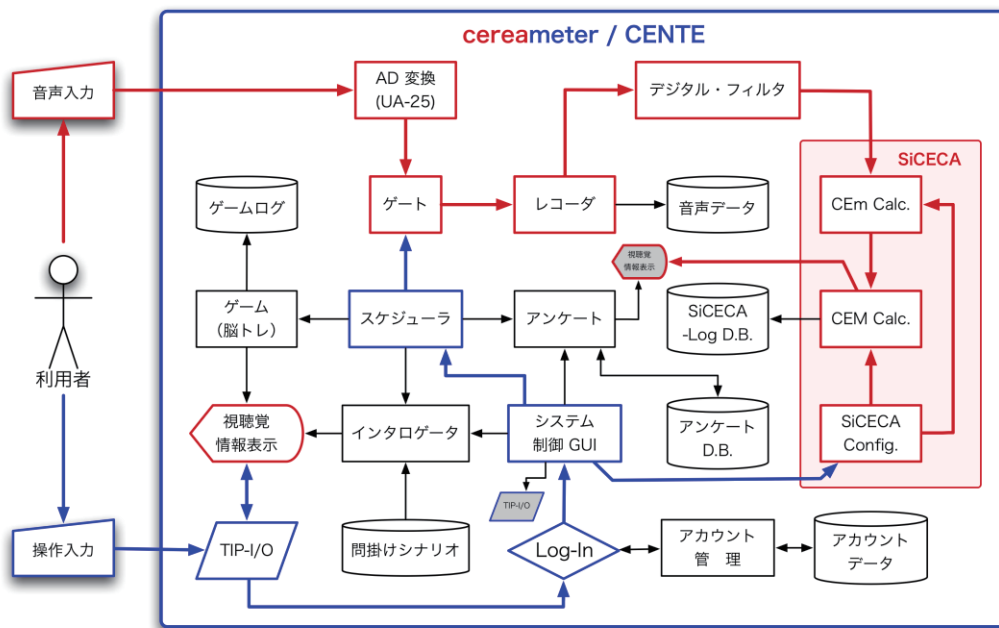 cereameter / CENTE
音声入力
AD 変換
(UA-25)
デジタル・フィルタ
SiCECA
ゲームログ
ゲート
レコーダ
音声データ
CEm Calc.
視聴覚
情報表示
ゲーム
(脳トレ)
スケジューラ
アンケート
SiCECA
-Log D.B.
CEM Calc.
利用者
視聴覚
情報表示
インタロゲータ
システム
制御 GUI
アンケート
D.B.
SiCECA
Config.
TIP-I/O
操作入力
TIP-I/O
問掛けシナリオ
Log-In
アカウント
管 理
アカウント
データ